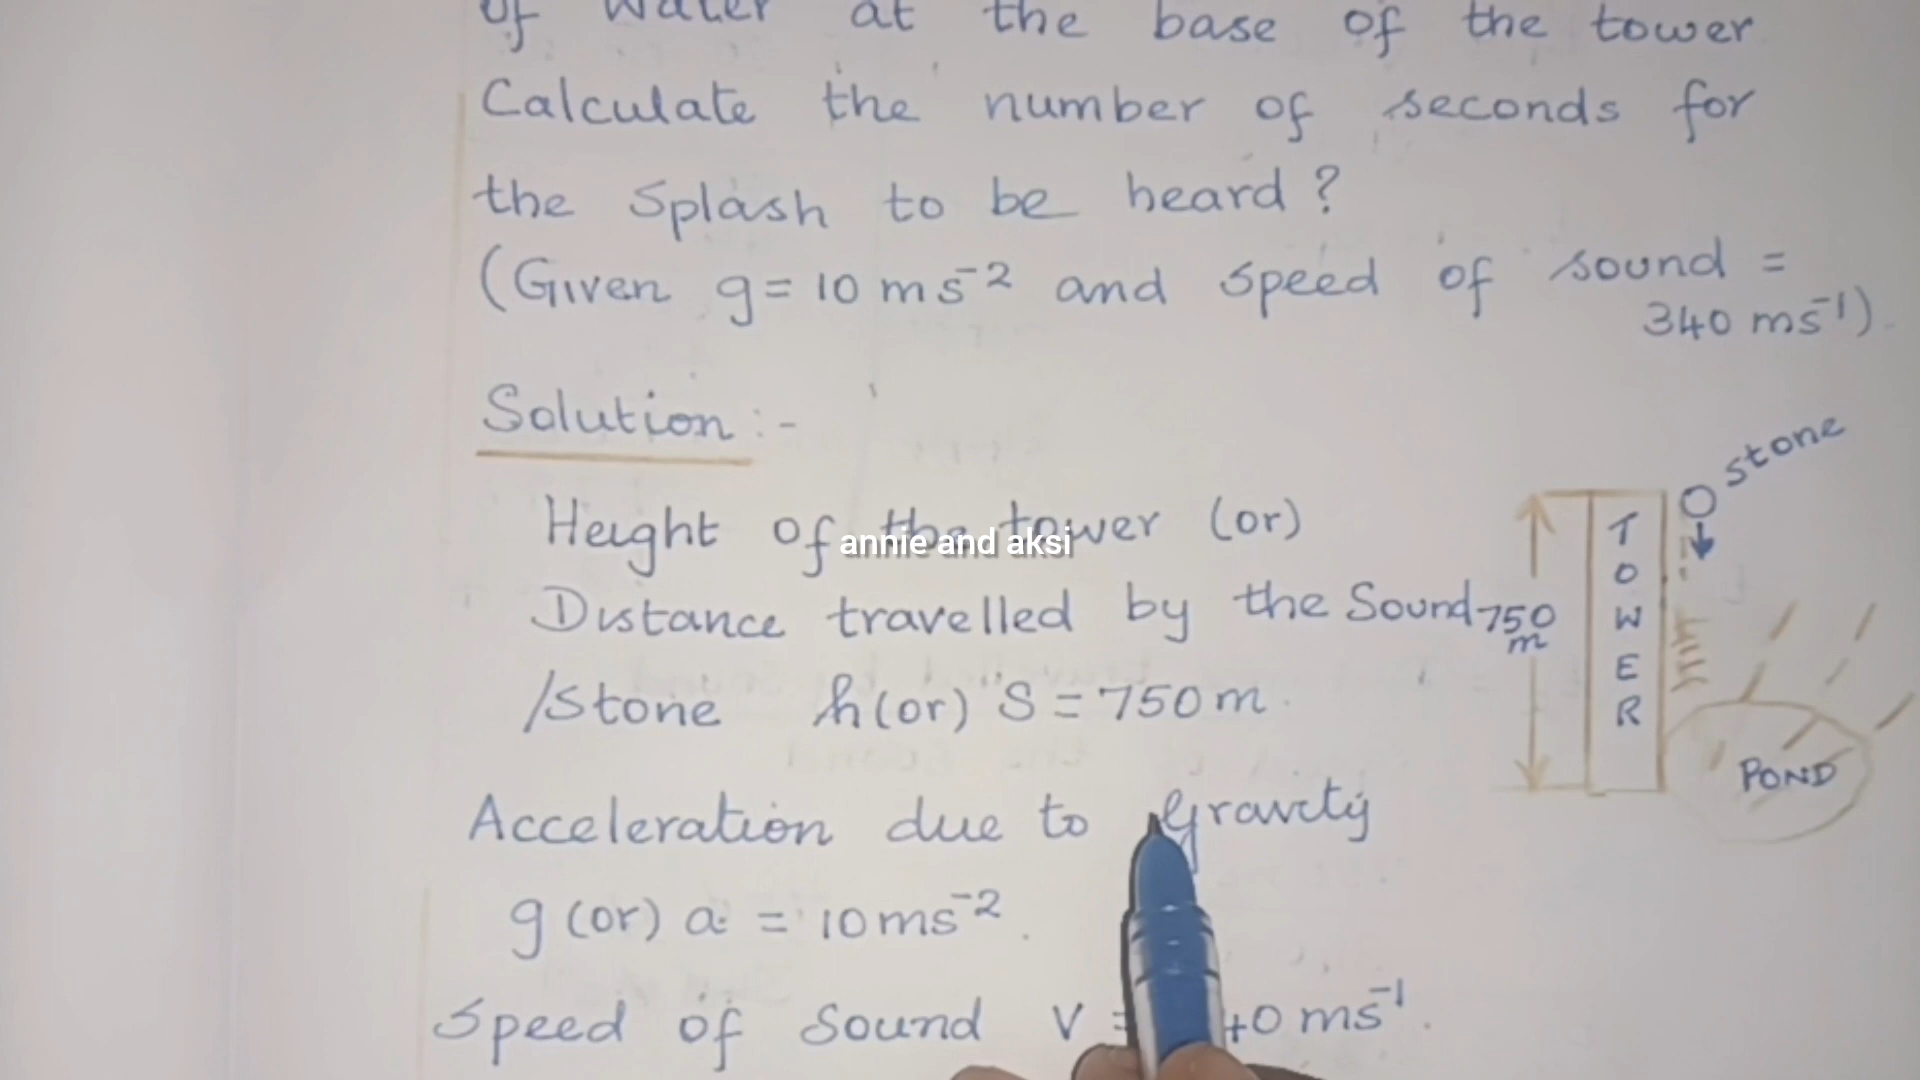 of water at the base of the tower
Calculate the number of seconds for
the splash to be heard?
(Given g = 10 ms⁻² and speed of sound =
340 ms⁻¹).
Solution :-
Height of the tower (or)
annie and aksi
Distance travelled by the Sound
/Stone h (or) S = 750 m.
Acceleration due to gravity
g (or) a = 10 ms⁻².
Speed of Sound V = 40 ms⁻¹.
stone
TOWER
750
m
POND